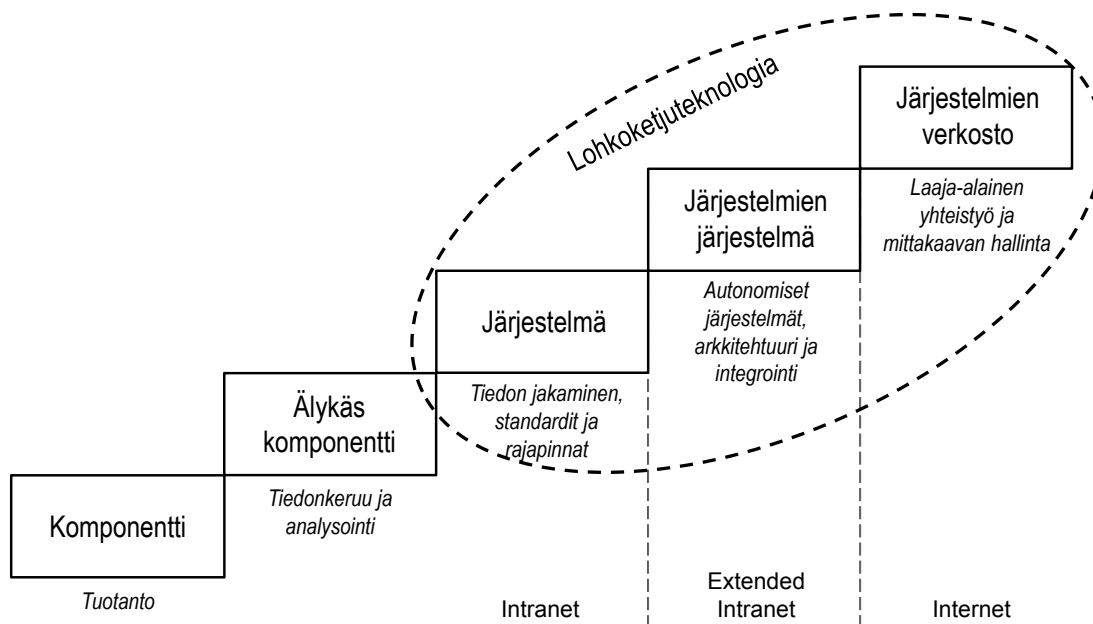 Lohkoketjuteknologia
Järjestelmien
verkosto
Laaja-alainen
yhteistyö ja
mittakaavan hallinta
Järjestelmien
järjestelmä
Autonomiset
järjestelmät,
arkkitehtuuri ja
integrointi
Järjestelmä
Tiedon jakaminen,
standardit ja
rajapinnat
Älykäs
komponentti
Tiedonkeruu ja
analysointi
Komponentti
Tuotanto
Intranet
Extended
Intranet
Internet